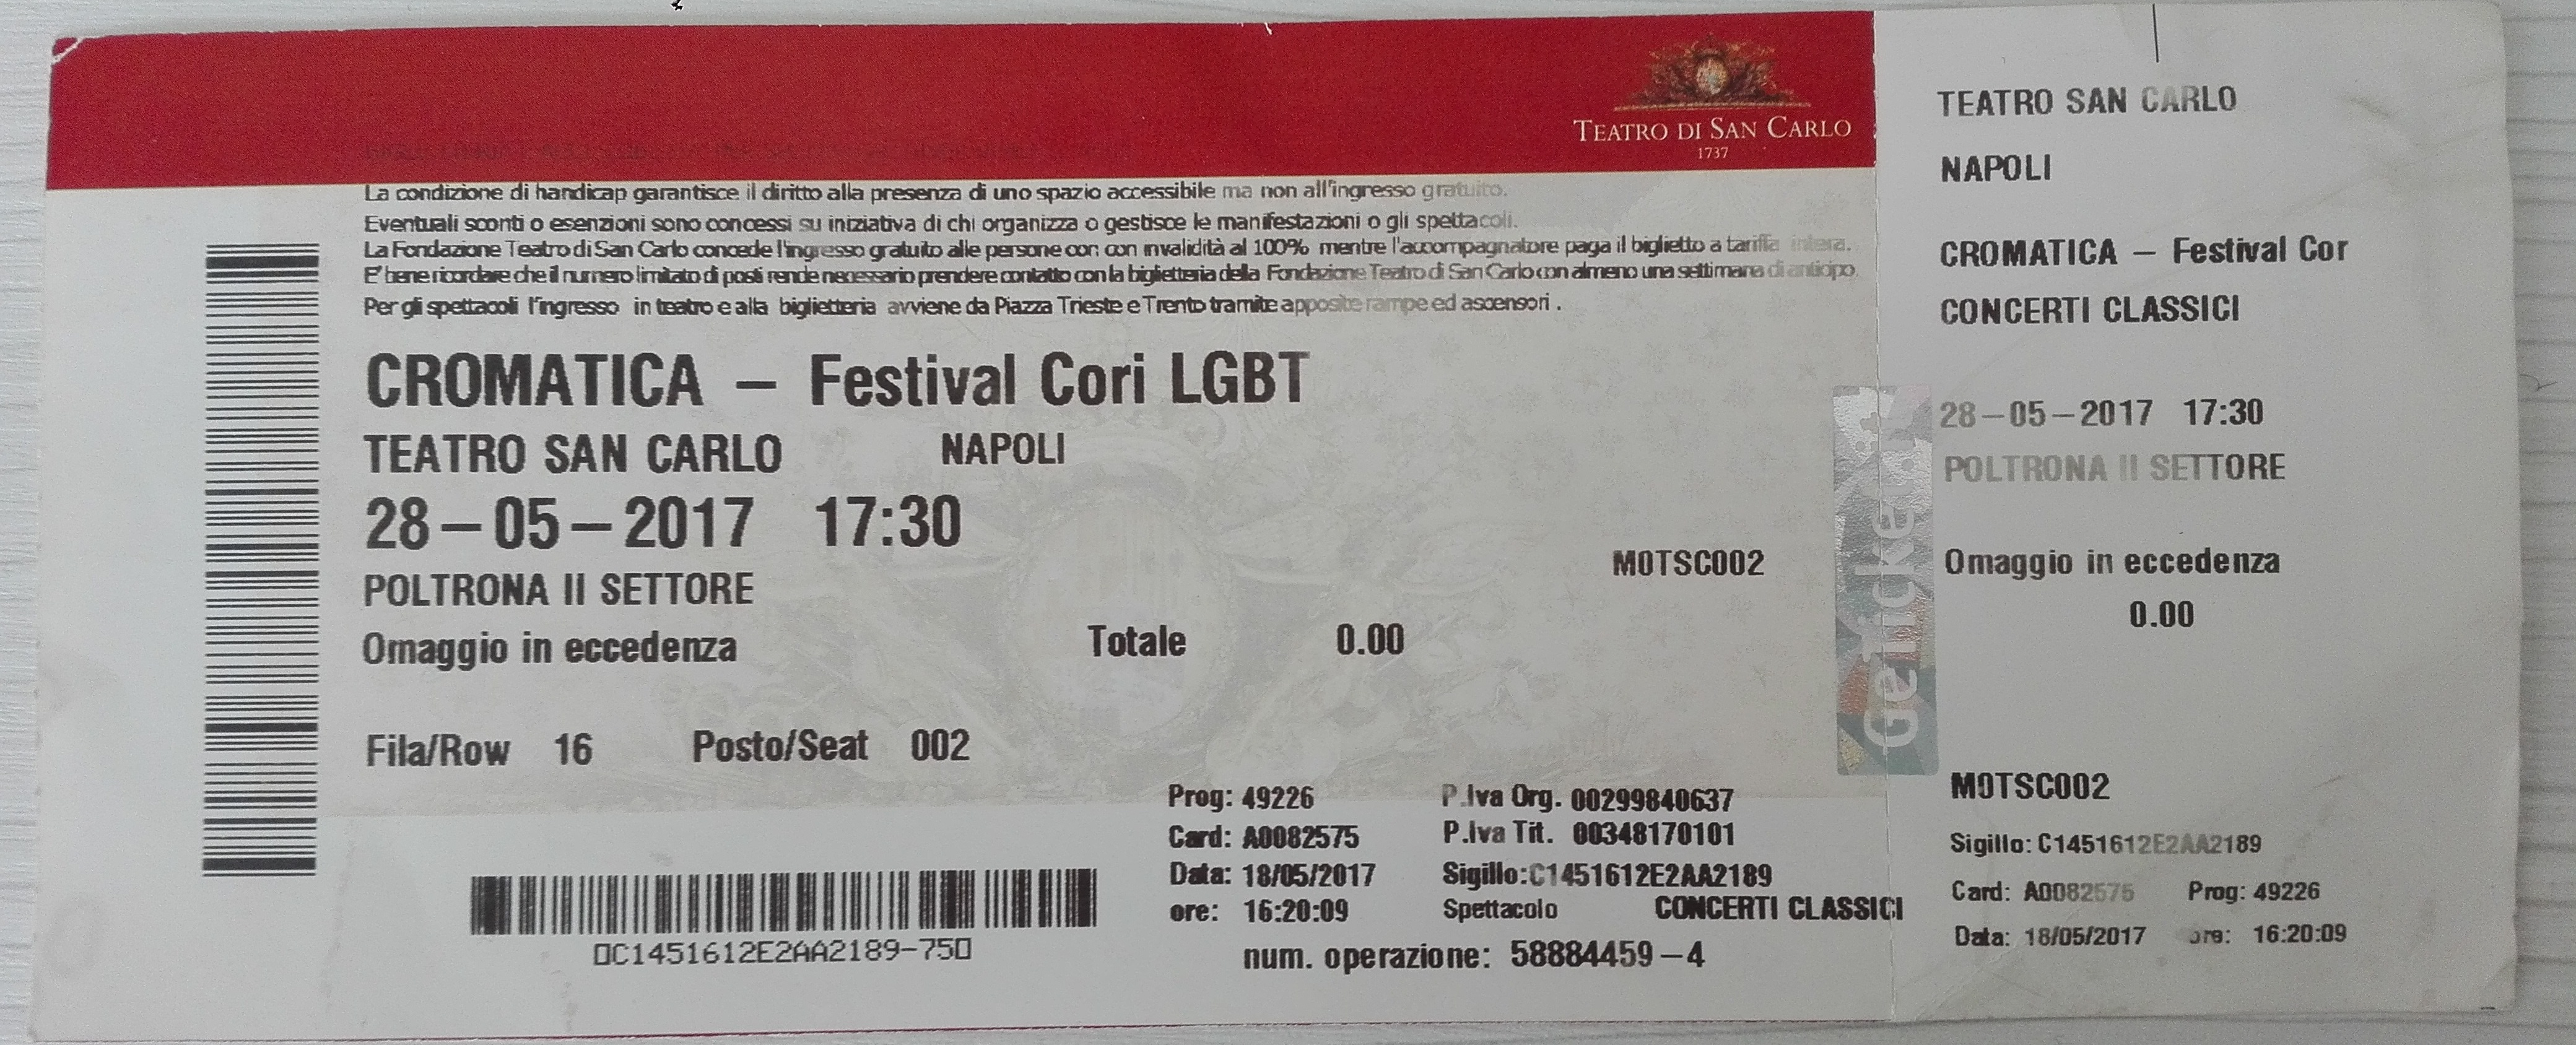 TEATRO DI SAN CARLO
1737
La condizione di handicap garantisce il diritto alla presenza di uno spazio accessibile ma non all'ingresso gratuito.
Eventuali sconti o esenzioni sono concessi su iniziativa di chi organizza o gestisce le manifestazioni o gli spettacoli.
La Fondazione Teatro di San Carlo concede l'ingresso gratuito alle persone con con invalidità al 100% mentre l'accompagnatore paga il biglietto a tariffa intera.
E' bene ricordare che il numero limitato di posti rende necessario prendere contatto con la biglietteria della Fondazione Teatro di San Carlo con almeno una settimana di anticipo.
Per gli spettacoli l'ingresso in teatro e alla biglietteria avviene da Piazza Trieste e Trento tramite apposite rampe ed ascensori .
CROMATICA – Festival Cori LGBT
TEATRO SAN CARLO NAPOLI
28-05-2017 17:30
POLTRONA II SETTORE
M0TSC002
Omaggio in eccedenza Totale 0.00
Fila/Row 16 Posto/Seat 002
Prog: 49226 P.Iva Org. 00299840637
Card: A0082575 P.Iva Tit. 00348170101
Data: 18/05/2017 Sigillo:C1451612E2AA2189
ore: 16:20:09 Spettacolo CONCERTI CLASSICI
num. operazione: 58884459-4
0C1451612E2AA2189-750
GeTicket
TEATRO SAN CARLO
NAPOLI
CROMATICA – Festival Cor
CONCERTI CLASSICI
28-05-2017 17:30
POLTRONA II SETTORE
Omaggio in eccedenza
0.00
M0TSC002
Sigillo: C1451612E2AA2189
Card: A0082575 Prog: 49226
Data: 18/05/2017 ore: 16:20:09